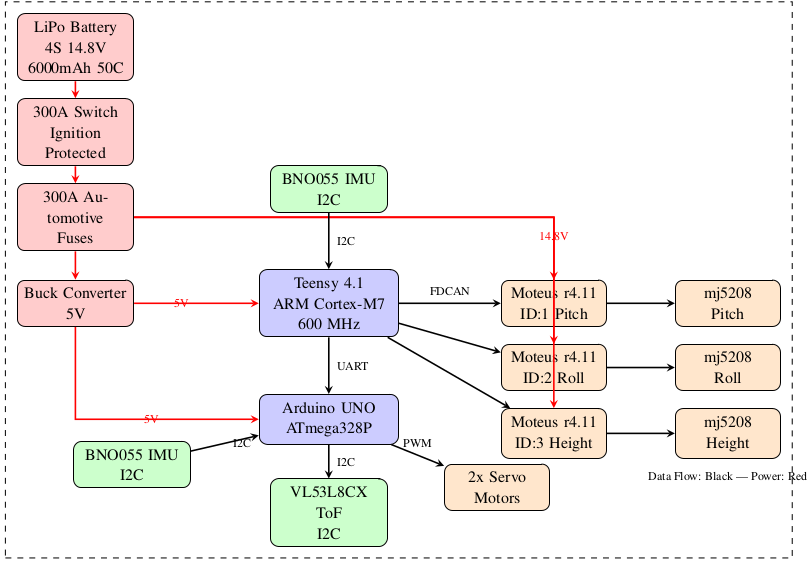 LiPo Battery
4S 14.8V
6000mAh 50C
300A Switch
Ignition
Protected
300A Au-
tomotive
Fuses
Buck Converter
5V
BNO055 IMU
I2C
I2C
14.8V
5V
Teensy 4.1
ARM Cortex-M7
600 MHz
FDCAN
Moteus r4.11
ID:1 Pitch
mj5208
Pitch
Moteus r4.11
ID:2 Roll
mj5208
Roll
UART
5V
Arduino UNO
ATmega328P
Moteus r4.11
ID:3 Height
mj5208
Height
BNO055 IMU
I2C
I2C
I2C
PWM
VL53L8CX
ToF
I2C
2x Servo
Motors
Data Flow: Black — Power: Red